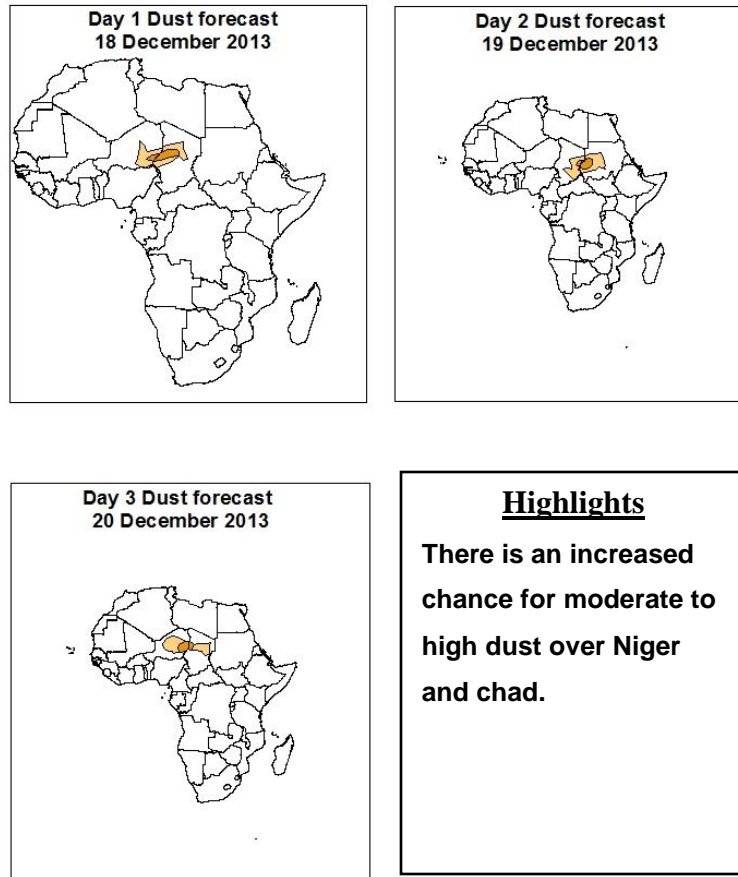 Day 1 Dust forecast
18 December 2013
Day 2 Dust forecast
19 December 2013
Day 3 Dust forecast
20 December 2013
Highlights
There is an increased
chance for moderate to
high dust over Niger
and chad.